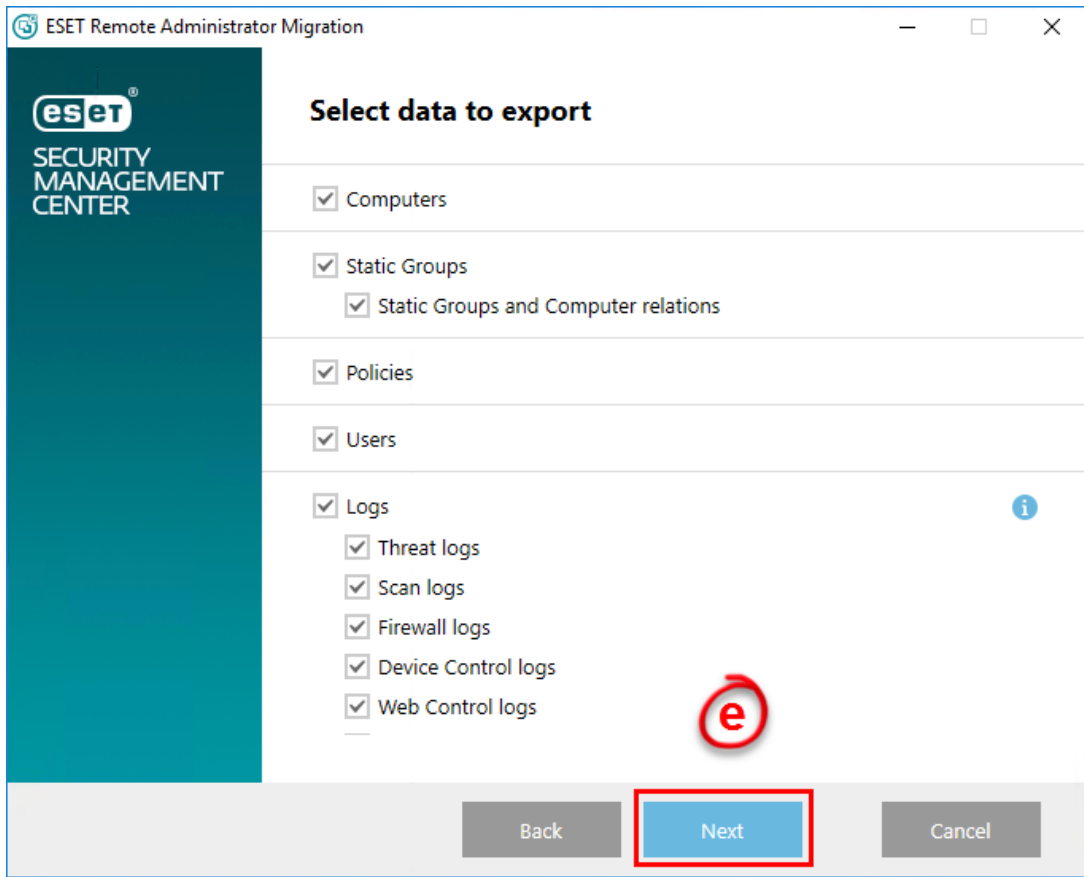 ESET Remote Administrator Migration
eset®
SECURITY
MANAGEMENT
CENTER
Select data to export
Computers
Static Groups
Static Groups and Computer relations
Policies
Users
Logs
i
Threat logs
Scan logs
Firewall logs
Device Control logs
Web Control logs
e
Back
Next
Cancel